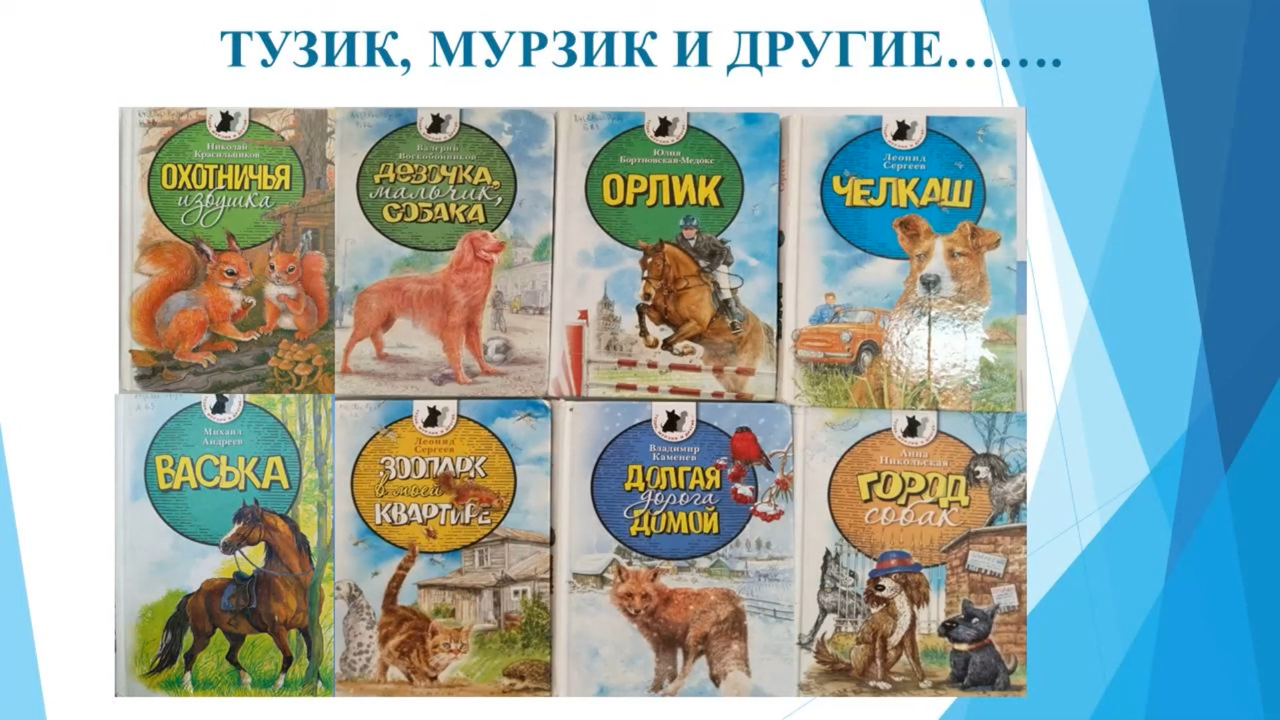 ТУЗИК, МУРЗИК И ДРУГИЕ.......
Николай
Красильников
ОХОТНИЧЬЯ
избушка
Валерий
Воскобойников
ДЕВОЧКА,
мальчик,
СОБАКА
Юлия
Бортновская-Медокс
ОРЛИК
Леонид
Сергеев
ЧЕЛКАШ
Михаил
Андреев
ВАСЬКА
Леонид
Сергеев
ЗООПАРК
в моей
КВАРТИРЕ
Владимир
Каменев
ДОЛГАЯ
дорога
ДОМОЙ
Анна
Никольская
ГОРОД
собак